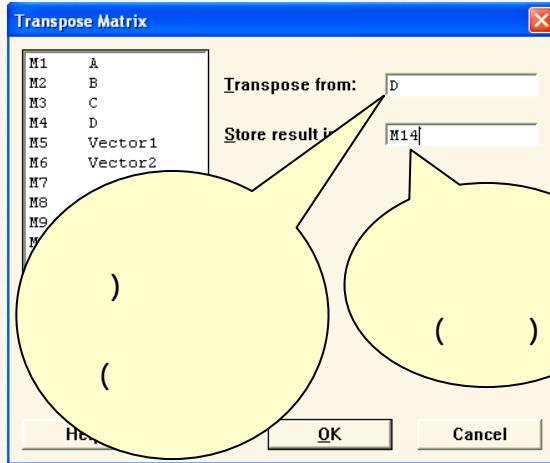 Transpose Matrix
M1 A
M2 B
M3 C
M4 D
M5 Vector1
M6 Vector2
M7
M8
M9
Transpose from: D
Store result i
M14
)
(
( )
OK
Cancel